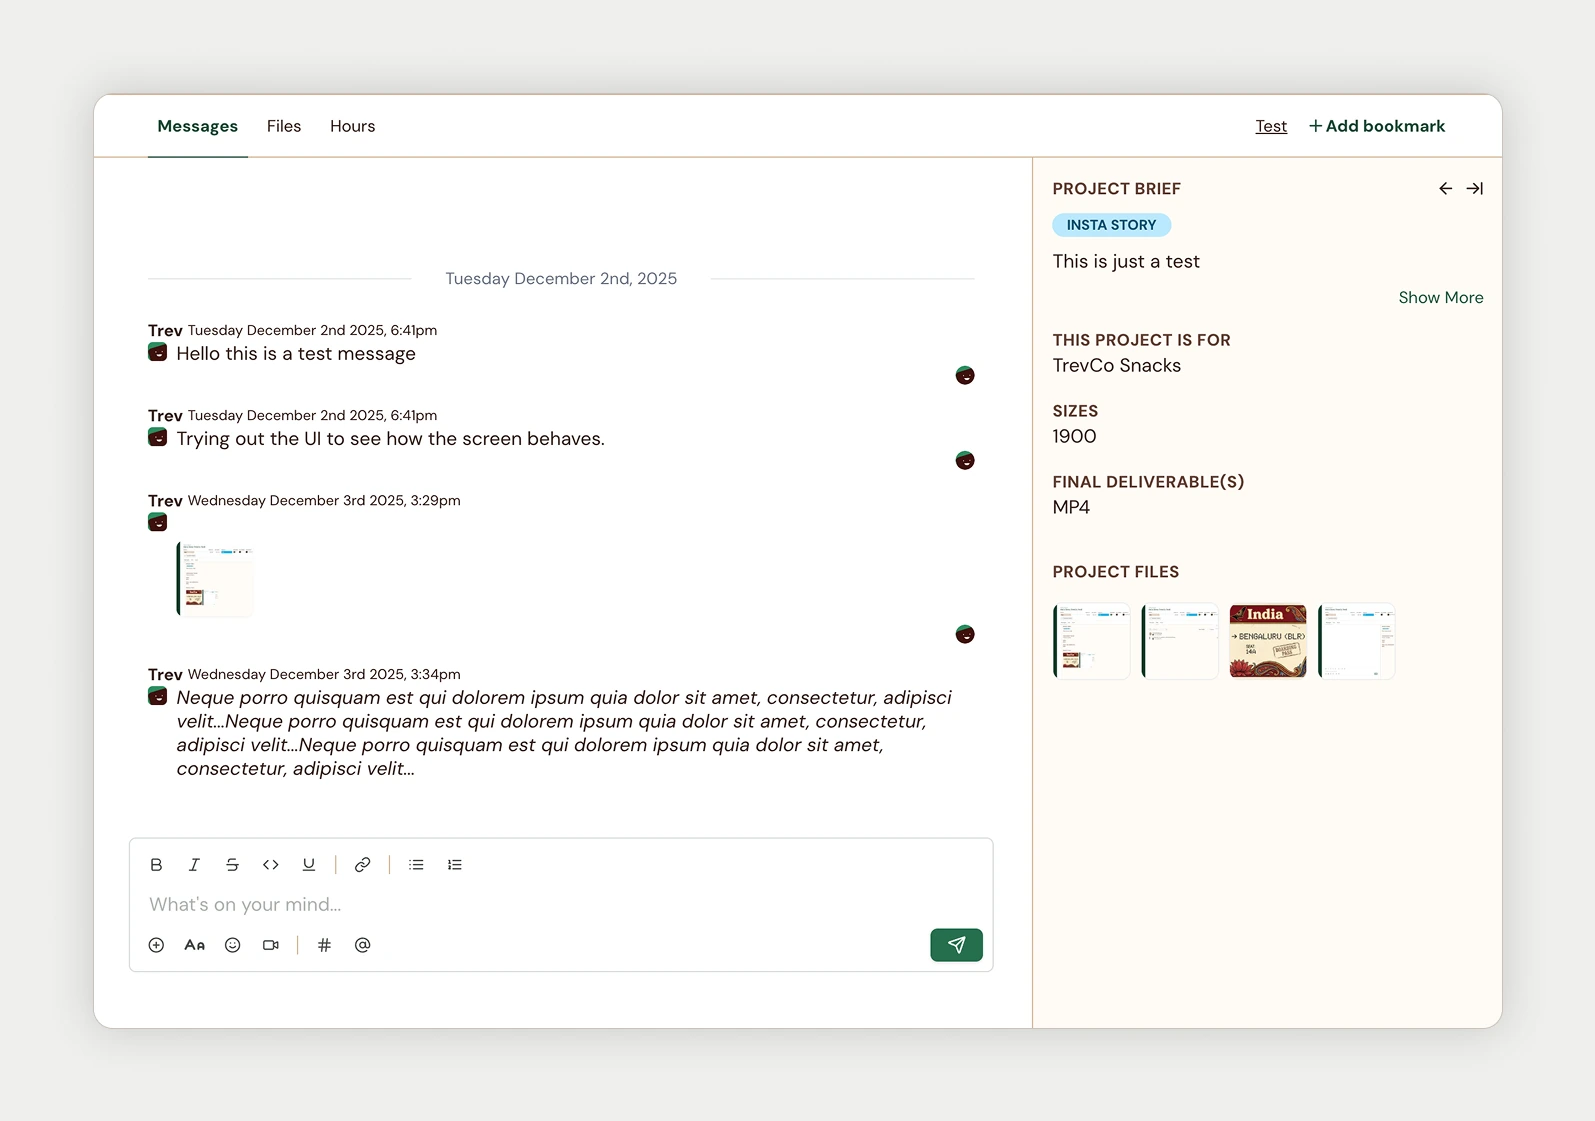 Messages
Files
Hours
Test
Add bookmark
Tuesday December 2nd, 2025
Trev Tuesday December 2nd 2025, 6:41pm
Hello this is a test message
Trev Tuesday December 2nd 2025, 6:41pm
Trying out the UI to see how the screen behaves.
Trev Wednesday December 3rd 2025, 3:29pm
Trev Wednesday December 3rd 2025, 3:34pm
Neque porro quisquam est qui dolorem ipsum quia dolor sit amet, consectetur, adipisci
velit...Neque porro quisquam est qui dolorem ipsum quia dolor sit amet, consectetur,
adipisci velit...Neque porro quisquam est qui dolorem ipsum quia dolor sit amet,
consectetur, adipisci velit...
What's on your mind...
PROJECT BRIEF
INSTA STORY
This is just a test
Show More
THIS PROJECT IS FOR
TrevCo Snacks
SIZES
1900
FINAL DELIVERABLE(S)
MP4
PROJECT FILES
India
BENGALURU (BLR)
SEAT
14A
BOARDING
PASS